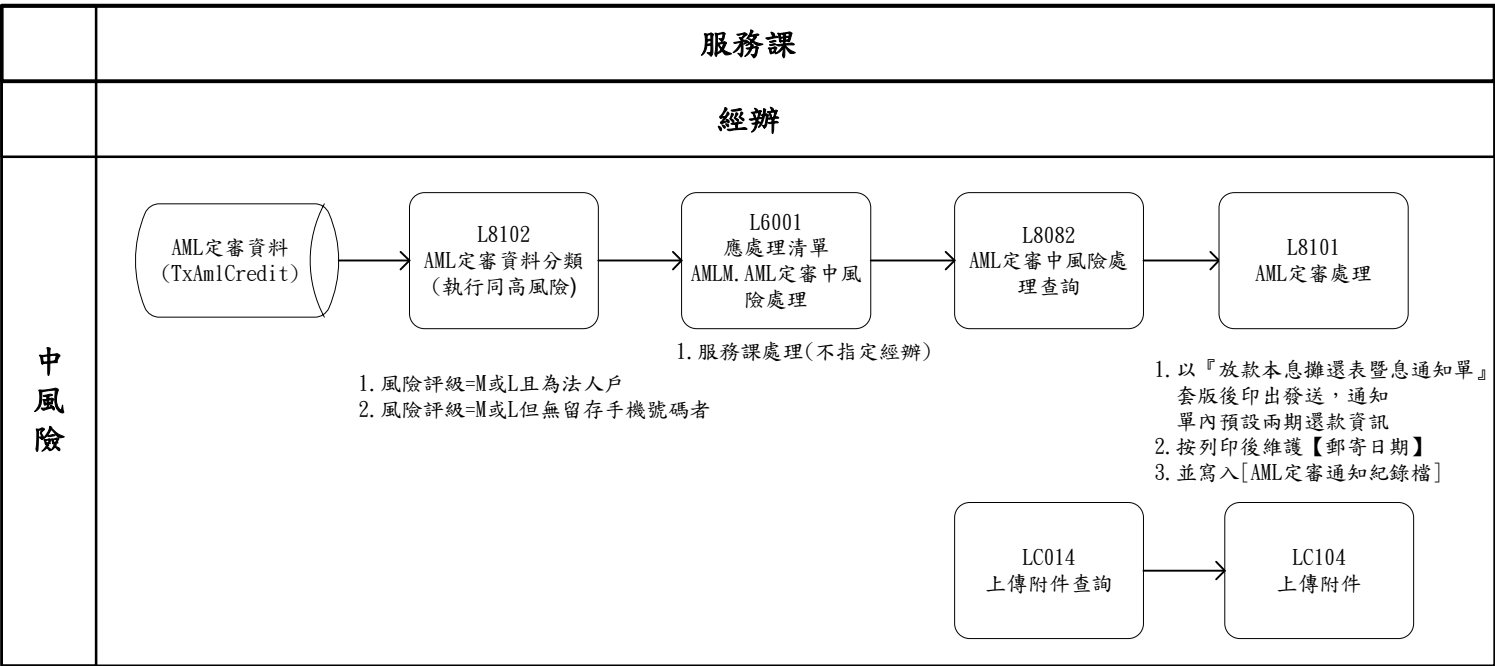 服務課
經辦
中
風
險
AML定審資料
(TxAmlCredit)
L8102
AML定審資料分類
(執行同高風險)
L6001
應處理清單
AMLM.AML定審中風
險處理
L8082
AML定審中風險處
理查詢
L8101
AML定審處理
1.風險評級=M或L且為法人戶
2.風險評級=M或L但無留存手機號碼者
1.服務課處理(不指定經辦)
1.以『放款本息攤還表暨息通知單』
套版後印出發送，通知
單內預設兩期還款資訊
2.按列印後維護【郵寄日期】
3.並寫入[AML定審通知紀錄檔]
LC014
上傳附件查詢
LC104
上傳附件